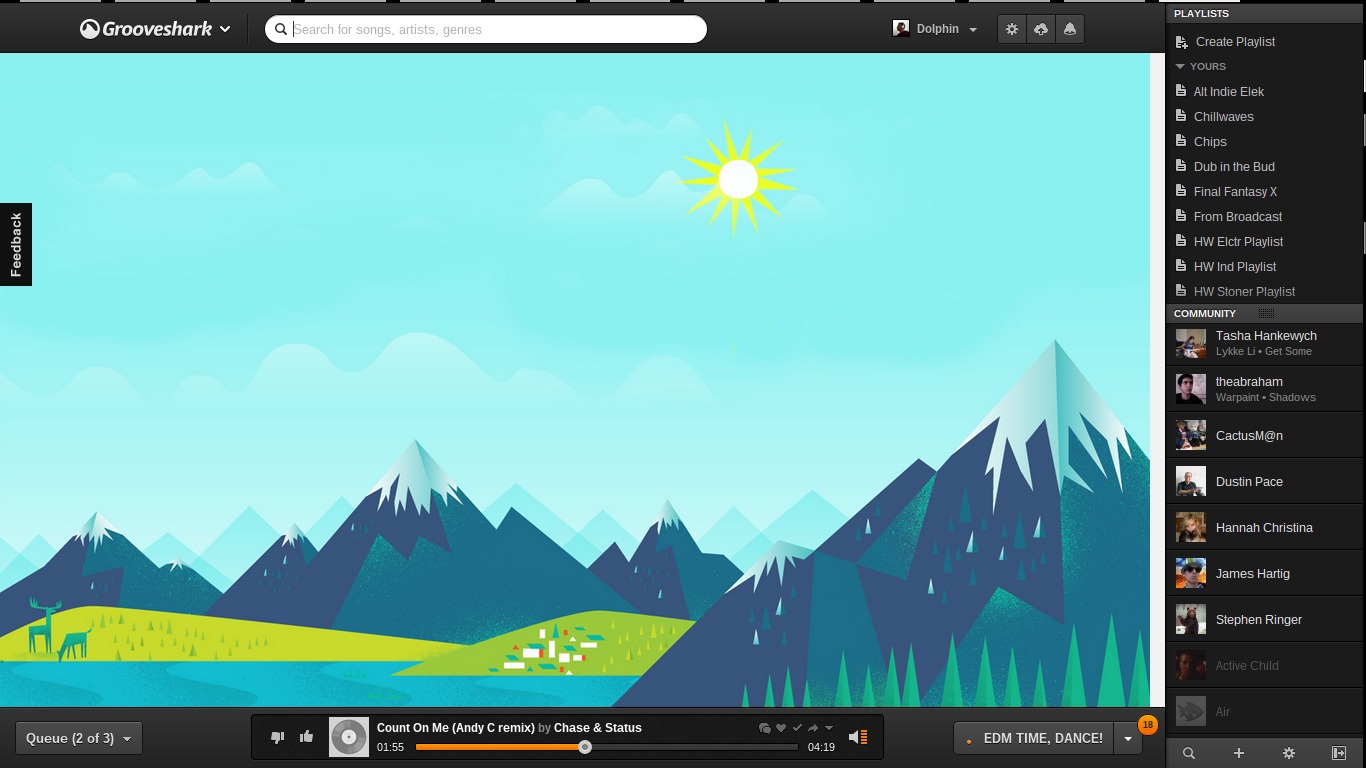 Grooveshark
Search for songs, artists, genres
Dolphin
Feedback
PLAYLISTS
Create Playlist
YOURS
Alt Indie Elek
Chillwaves
Chips
Dub in the Bud
Final Fantasy X
From Broadcast
HW Elctr Playlist
HW Ind Playlist
HW Stoner Playlist
COMMUNITY
Tasha Hankewych
Lykke Li • Get Some
theabraham
Warpaint • Shadows
CactusM@n
Dustin Pace
Hannah Christina
James Hartig
Stephen Ringer
Active Child
Air
Queue (2 of 3)
Count On Me (Andy C remix) by Chase & Status
01:55
04:19
EDM TIME, DANCE!
18